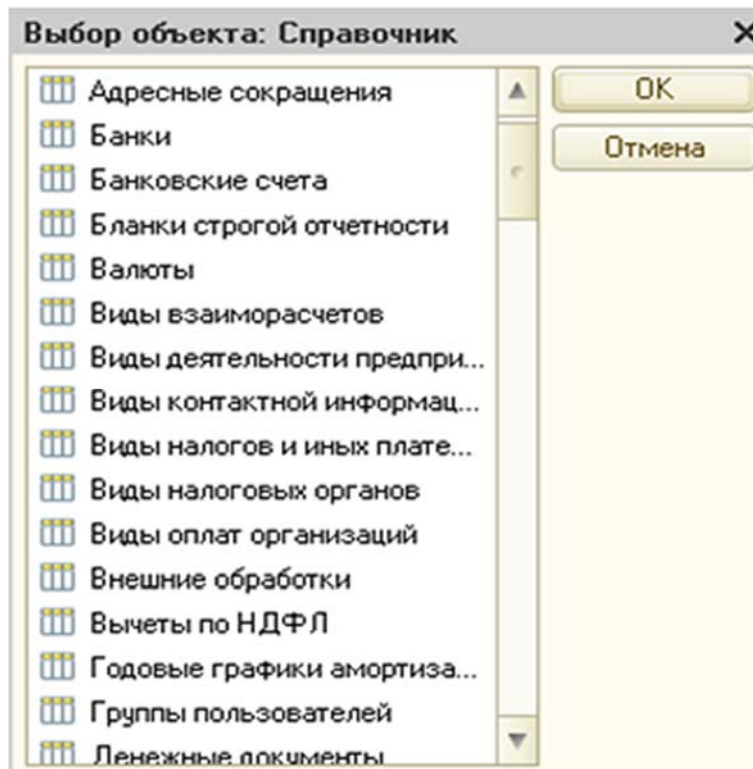 Выбор объекта: Справочник
Адресные сокращения
OK
Банки
Отмена
Банковские счета
Бланки строгой отчетности
Валюты
Виды взаиморасчетов
Виды деятельности предпри...
Виды контактной информац...
Виды налогов и иных плате...
Виды налоговых органов
Виды оплат организаций
Внешние обработки
Вычеты по НДФЛ
Годовые графики амортиза...
Группы пользователей
Денежные документы